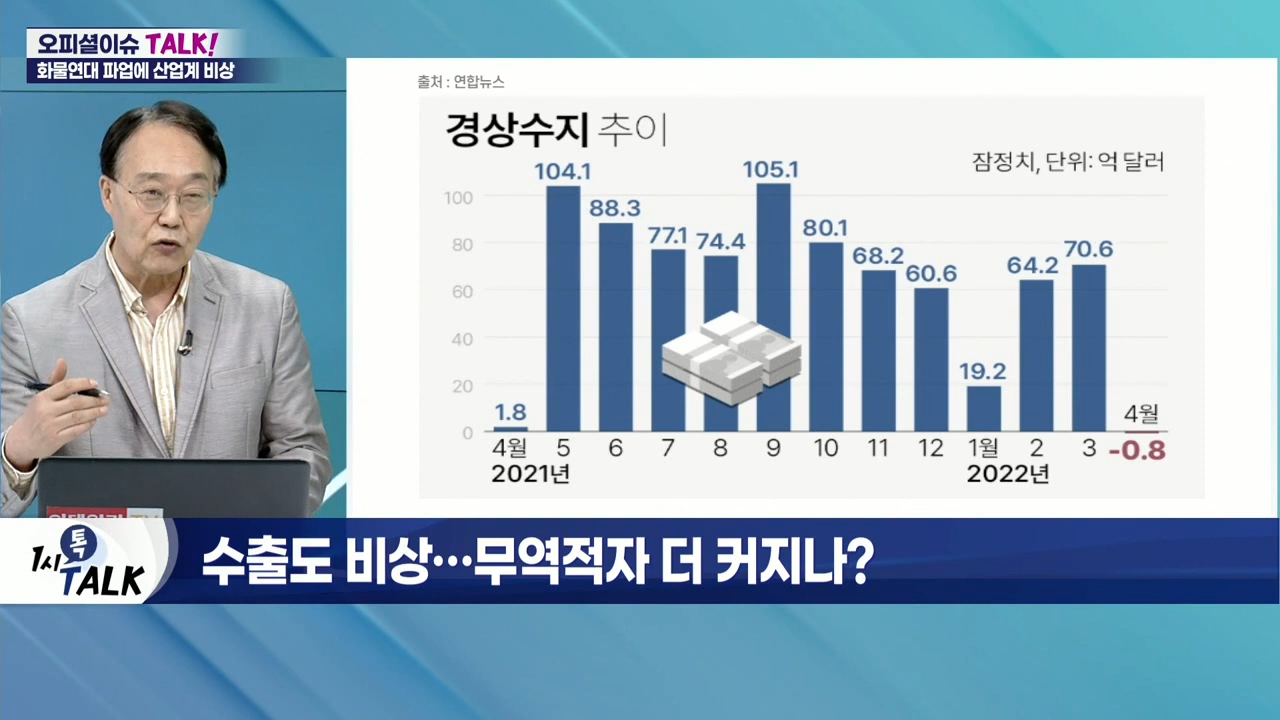 오피셜이슈 TALK!
화물연대 파업에 산업계 비상
출처 : 연합뉴스
경상수지 추이
잠정치, 단위: 억 달러
100
80
60
40
20
0
1.8
104.1
88.3
77.1
74.4
105.1
80.1
68.2
60.6
19.2
64.2
70.6
4월
-0.8
4월 5 6 7 8 9 10 11 12 1월 2 3
2021년 2022년
1시 톡 TALK
수출도 비상…무역적자 더 커지나?